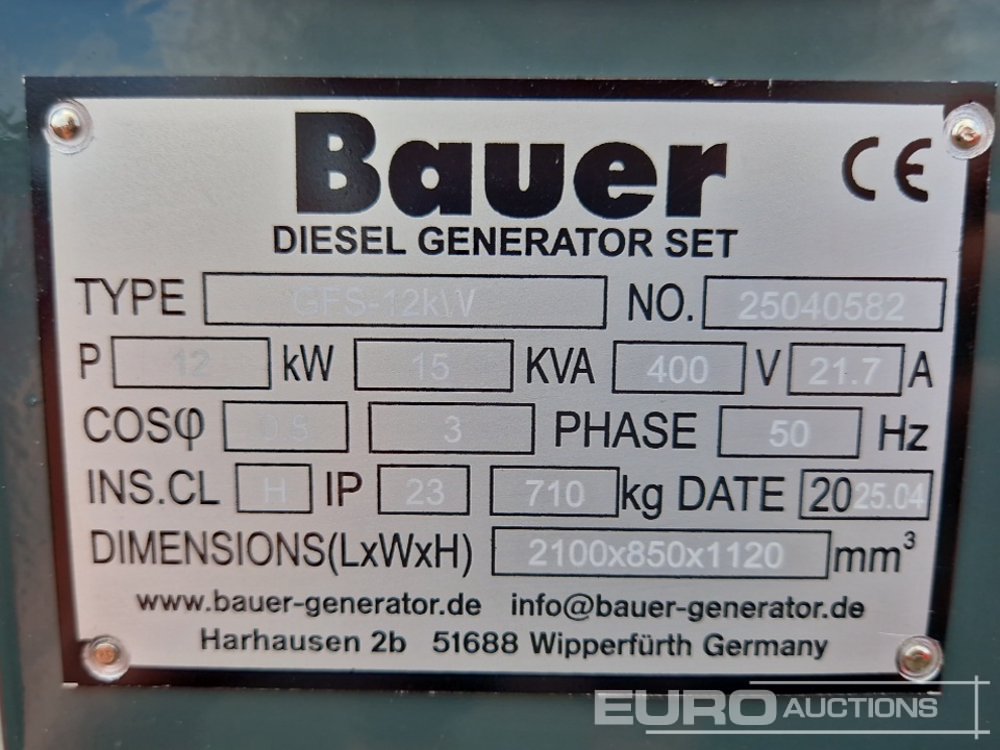 Bauer CE
DIESEL GENERATOR SET
TYPE GFS-12kW NO. 25040582
P 12 kW 15 KVA 400 V 21.7 A
COSφ 0.8 3 PHASE 50 Hz
INS.CL H IP 23 710 kg DATE 2025.04
DIMENSIONS(LxWxH) 2100x850x1120 mm³
www.bauer-generator.de info@bauer-generator.de
Harhausen 2b 51688 Wipperfürth Germany
EURO AUCTIONS